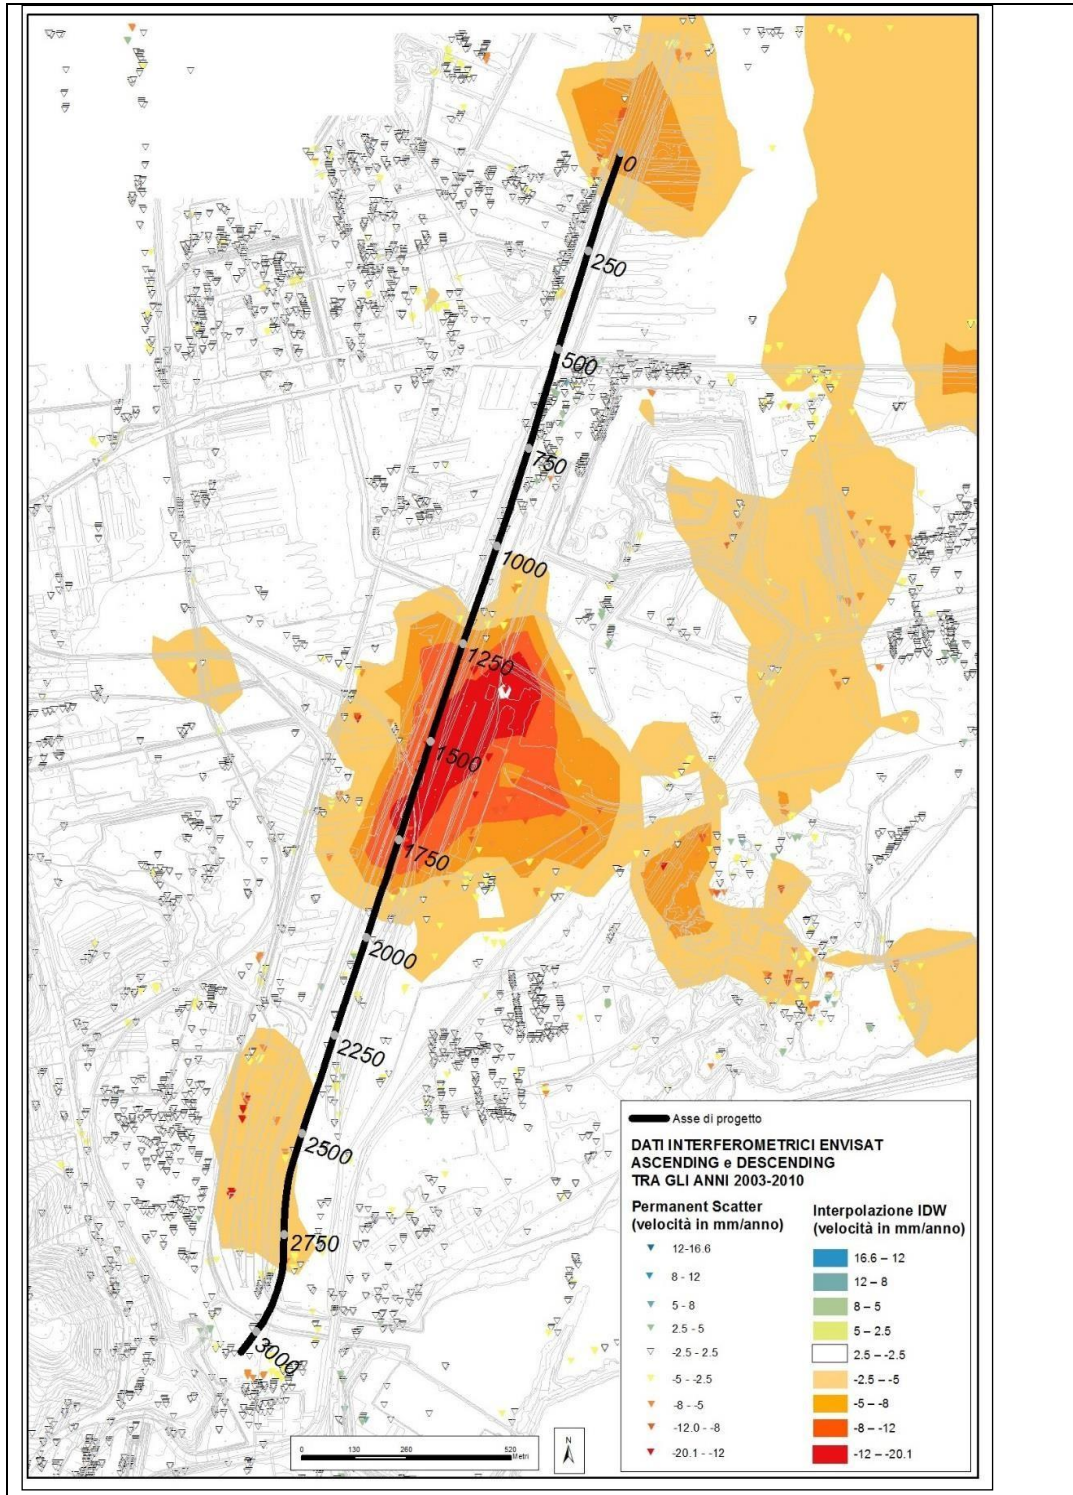 0
250
500
750
1000
1250
1500
1750
2000
2250
2500
2750
3000
Asse di progetto
DATI INTERFEROMETRICI ENVISAT
ASCENDING e DESCENDING
TRA GLI ANNI 2003-2010
Permanent Scatter
(velocità in mm/anno)
12-16.6
8 - 12
5 - 8
2.5 - 5
-2.5 - 2.5
-5 - -2.5
-8 - -5
-12.0 - -8
-20.1 - -12
Interpolazione IDW
(velocità in mm/anno)
16.6 – 12
12 – 8
8 – 5
5 – 2.5
2.5 – -2.5
-2.5 – -5
-5 – -8
-8 – -12
-12 – -20.1
0 130 260 520
Metri
N